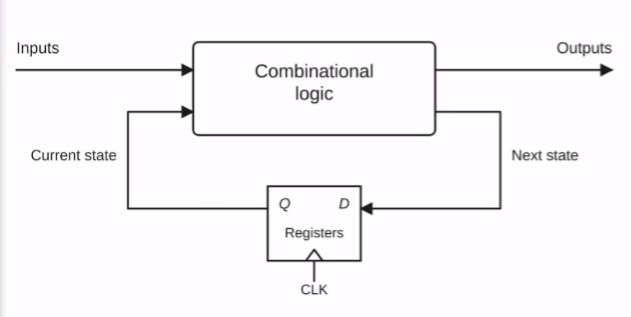 Inputs
Outputs
Combinational
logic
Current state
Next state
Q
D
Registers
CLK